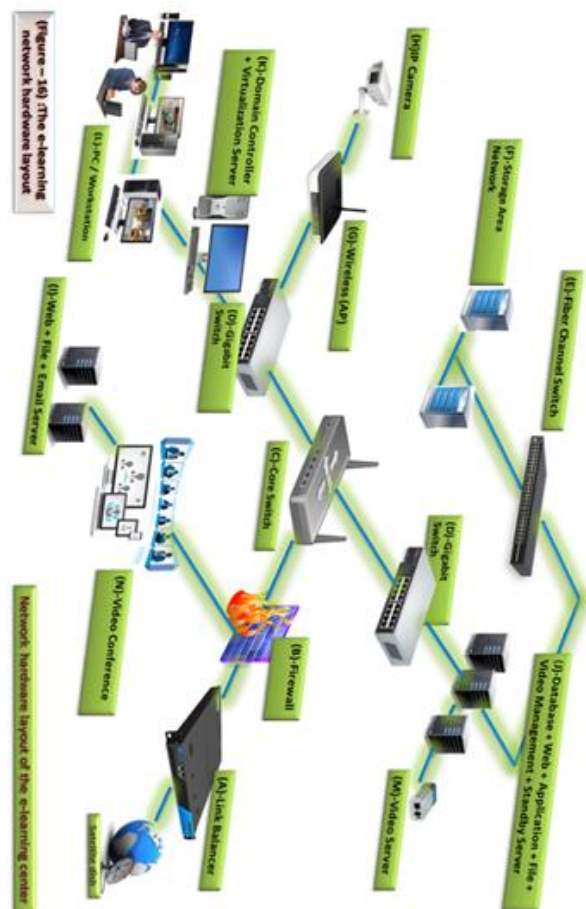 (Figure – 16) :The e-learning
network hardware layout
(H)IP Camera
(F)-Storage Area
Network
(E)-Fiber Channel Switch
(K)-Domain Controller
+ Virtualization Server
(G)-Wireless (AP)
(L)-PC / Workstation
(D)-Gigabit
Switch
(C)-Core Switch
(D)-Gigabit
Switch
(J)-Database + Web + Application + File +
Video Management + Standby Server
(I)-Web + File +
Email Server
(N)-Video Conference
(B)-Firewall
(M)-Video Server
(A)-Link Balancer
Satellite dish
Network hardware layout of the e-learning center